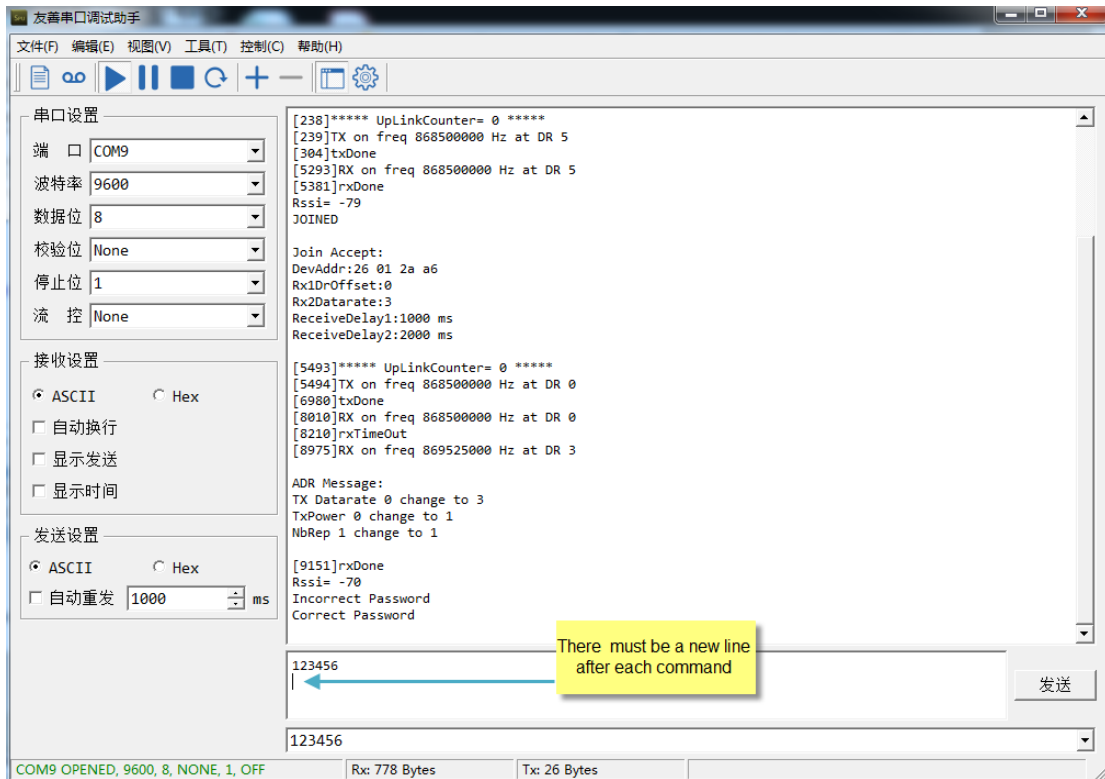 友善串口调试助手
文件(F) 编辑(E) 视图(V) 工具(T) 控制(C) 帮助(H)
串口设置
端 口 COM9
波特率 9600
数据位 8
校验位 None
停止位 1
流 控 None
接收设置
ASCII Hex
自动换行
显示发送
显示时间
发送设置
ASCII Hex
自动重发 1000 ms
[238]***** UpLinkCounter= 0 *****
[239]TX on freq 868500000 Hz at DR 5
[304]txDone
[5293]RX on freq 868500000 Hz at DR 5
[5381]rxDone
Rssi= -79
JOINED
Join Accept:
DevAddr:26 01 2a a6
Rx1DrOffset:0
Rx2Datarate:3
ReceiveDelay1:1000 ms
ReceiveDelay2:2000 ms
[5493]***** UpLinkCounter= 0 *****
[5494]TX on freq 868500000 Hz at DR 0
[6980]txDone
[8010]RX on freq 868500000 Hz at DR 0
[8210]rxTimeOut
[8975]RX on freq 869525000 Hz at DR 3
ADR Message:
TX Datarate 0 change to 3
TxPower 0 change to 1
NbRep 1 change to 1
[9151]rxDone
Rssi= -70
Incorrect Password
Correct Password
There must be a new line
after each command
123456
发送
123456
COM9 OPENED, 9600, 8, NONE, 1, OFF Rx: 778 Bytes Tx: 26 Bytes